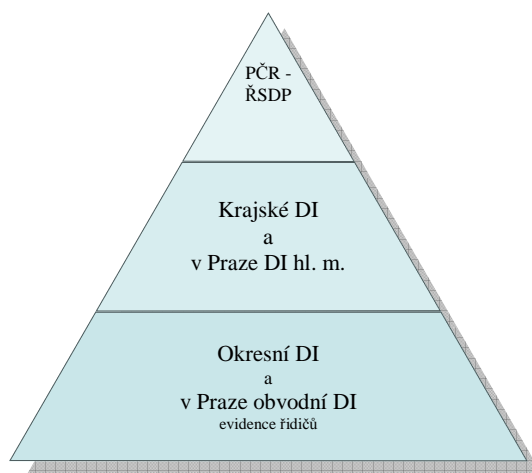 PČR -
ŘSDP
Krajské DI
a
v Praze DI hl. m.
Okresní DI
a
v Praze obvodní DI
evidence řidičů